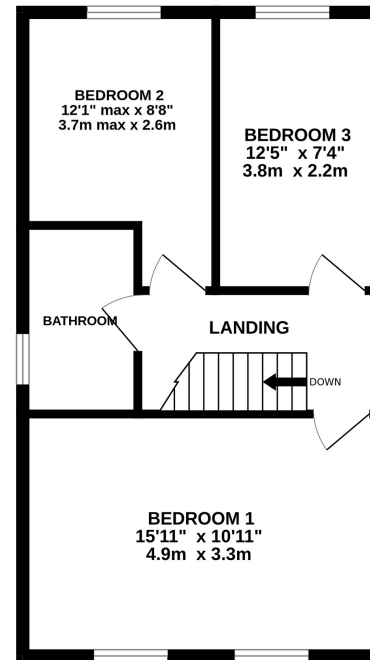 BEDROOM 2
12'1" max x 8'8"
3.7m max x 2.6m
BEDROOM 3
12'5" x 7'4"
3.8m x 2.2m
BATHROOM
LANDING
DOWN
BEDROOM 1
15'11" x 10'11"
4.9m x 3.3m